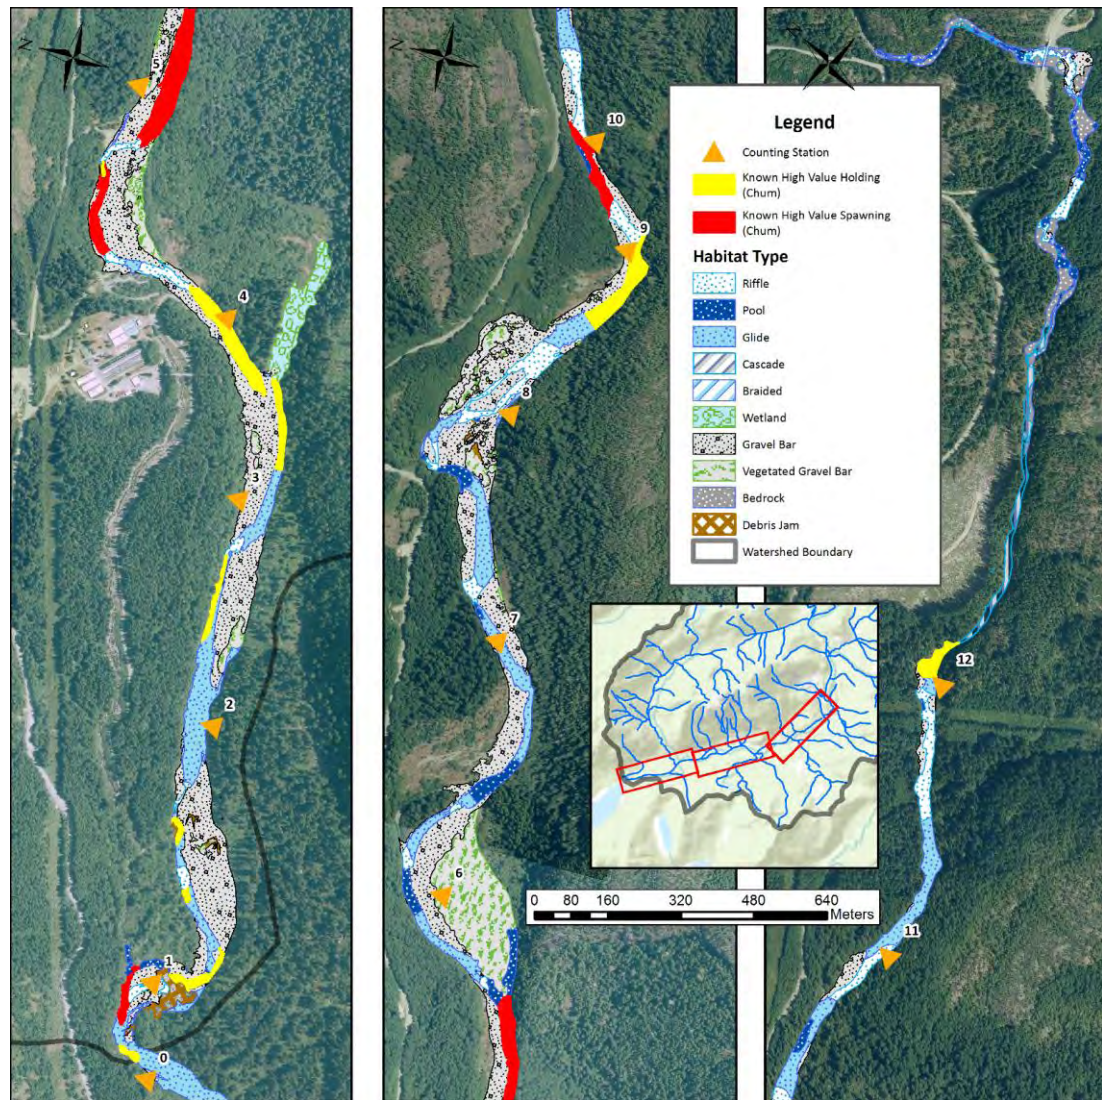 N
5
4
3
2
1
0
N
10
9
8
7
6
Legend
Counting Station
Known High Value Holding
(Chum)
Known High Value Spawning
(Chum)
Habitat Type
Riffle
Pool
Glide
Cascade
Braided
Wetland
Gravel Bar
Vegetated Gravel Bar
Bedrock
Debris Jam
Watershed Boundary
0 80 160 320 480 640
Meters
12
11